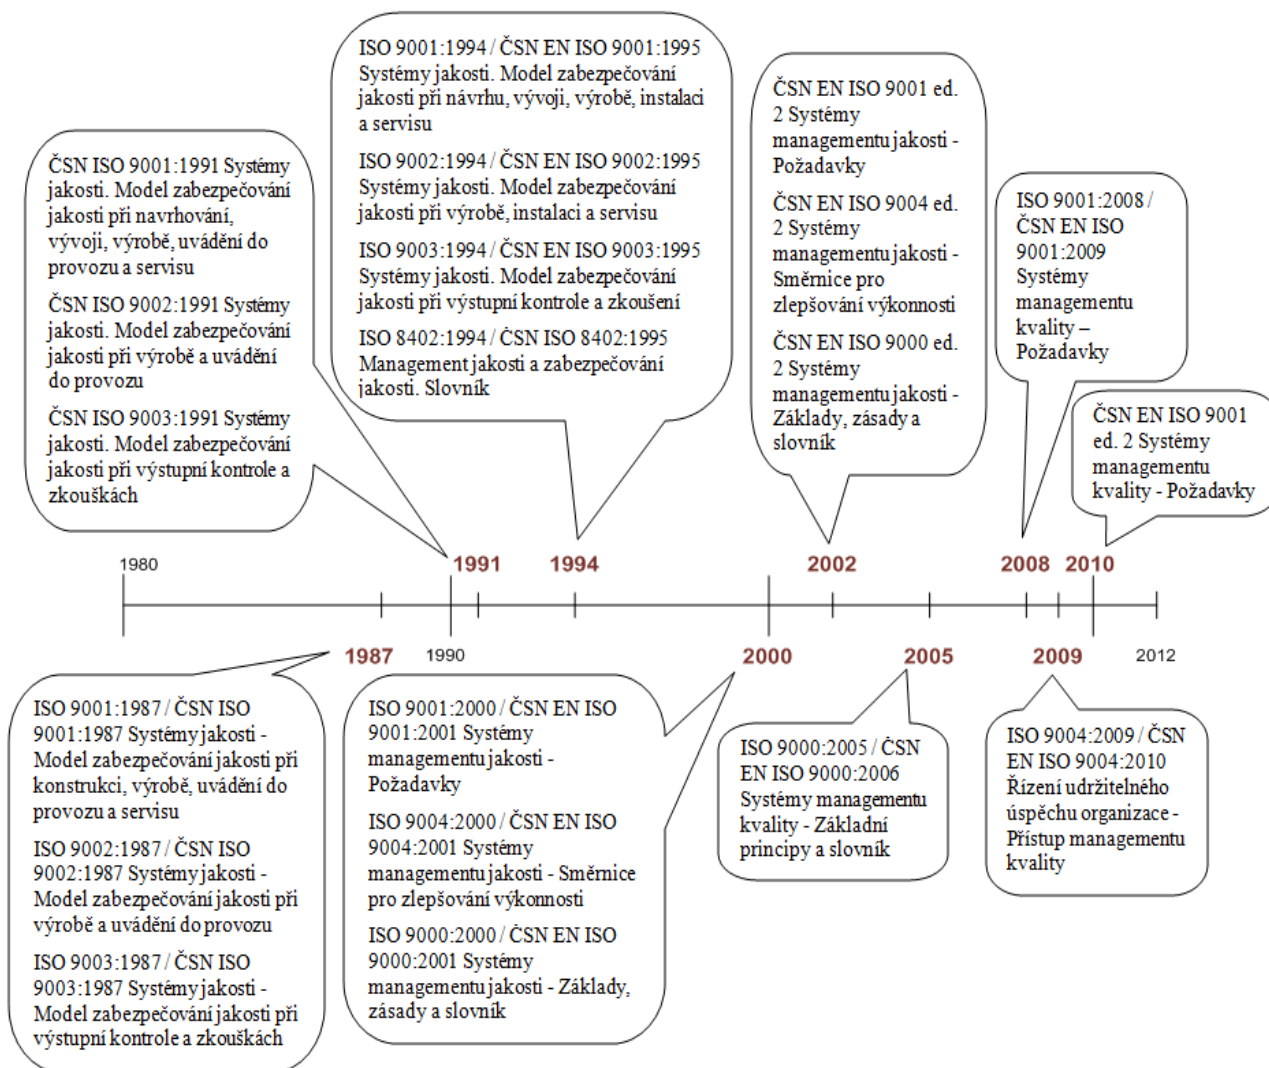 ČSN ISO 9001:1991 Systémy
jakosti. Model zabezpečování
jakosti při navrhování,
vývoji, výrobě, uvádění do
provozu a servisu
ČSN ISO 9002:1991 Systémy
jakosti. Model zabezpečování
jakosti při výrobě a uvádění
do provozu
ČSN ISO 9003:1991 Systémy
jakosti. Model zabezpečování
jakosti při výstupní kontrole a
zkouškách
ISO 9001:1994 / ČSN EN ISO 9001:1995
Systémy jakosti. Model zabezpečování
jakosti při návrhu, vývoji, výrobě, instalaci
a servisu
ISO 9002:1994 / ČSN EN ISO 9002:1995
Systémy jakosti. Model zabezpečování
jakosti při výrobě, instalaci a servisu
ISO 9003:1994 / ČSN EN ISO 9003:1995
Systémy jakosti. Model zabezpečování
jakosti při výstupní kontrole a zkoušení
ISO 8402:1994 / ČSN ISO 8402:1995
Management jakosti a zabezpečování
jakosti. Slovník
ČSN EN ISO 9001 ed.
2 Systémy
managementu jakosti -
Požadavky
ČSN EN ISO 9004 ed.
2 Systémy
managementu jakosti -
Směrnice pro
zlepšování výkonnosti
ČSN EN ISO 9000 ed.
2 Systémy
managementu jakosti -
Základy, zásady a
slovník
ISO 9001:2008 /
ČSN EN ISO
9001:2009
Systémy
managementu
kvality –
Požadavky
ČSN EN ISO 9001
ed. 2 Systémy
managementu
kvality - Požadavky
1980
1991
1994
2002
2008
2010
1987
1990
2000
2005
2009
2012
ISO 9001:1987 / ČSN ISO
9001:1987 Systémy jakosti -
Model zabezpečování jakosti při
konstrukci, výrobě, uvádění do
provozu a servisu
ISO 9002:1987 / ČSN ISO
9002:1987 Systémy jakosti -
Model zabezpečování jakosti při
výrobě a uvádění do provozu
ISO 9003:1987 / ČSN ISO
9003:1987 Systémy jakosti -
Model zabezpečování jakosti při
výstupní kontrole a zkouškách
ISO 9001:2000 / ČSN EN ISO
9001:2001 Systémy
managementu jakosti -
Požadavky
ISO 9004:2000 / ČSN EN ISO
9004:2001 Systémy
managementu jakosti - Směrnice
pro zlepšování výkonnosti
ISO 9000:2000 / ČSN EN ISO
9000:2001 Systémy
managementu jakosti - Základy,
zásady a slovník
ISO 9000:2005 / ČSN
EN ISO 9000:2006
Systémy managementu
kvality - Základní
principy a slovník
ISO 9004:2009 / ČSN
EN ISO 9004:2010
Řízení udržitelného
úspěchu organizace -
Přístup managementu
kvality